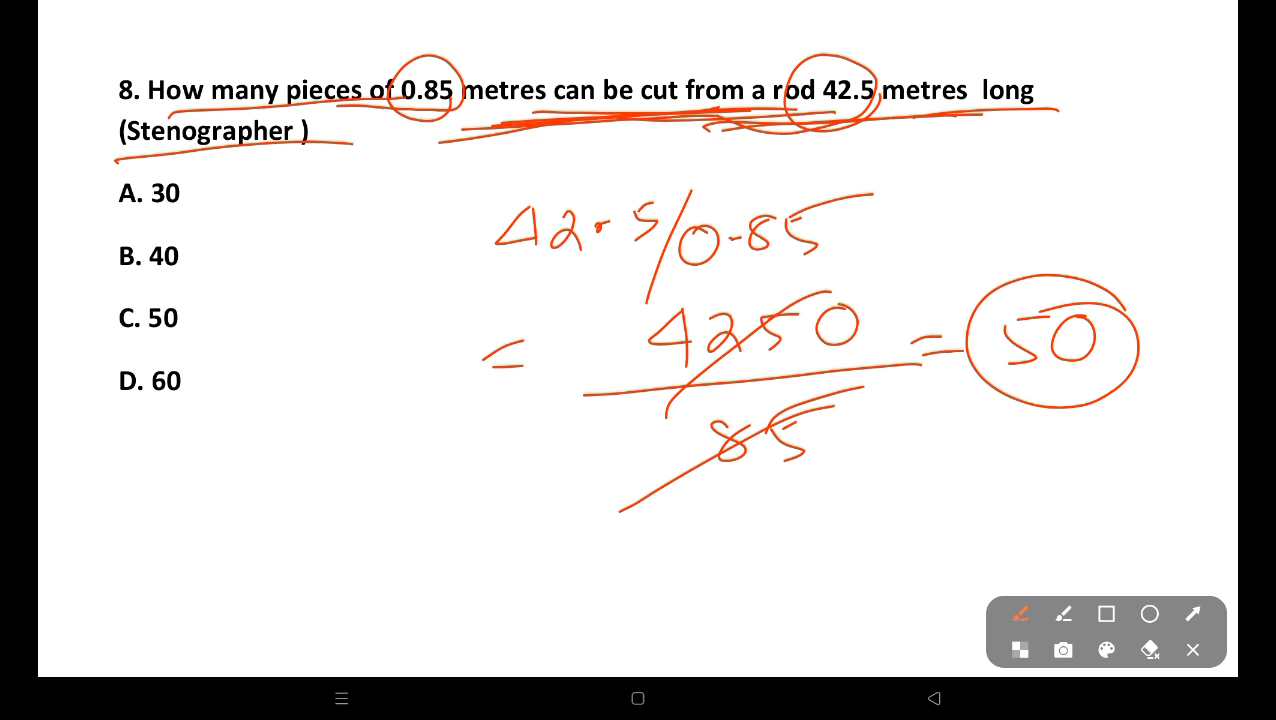 8. How many pieces of 0.85 metres can be cut from a rod 42.5 metres  long
(Stenographer )
A. 30
B. 40
C. 50
D. 60
42.5/0.85
= 4250
85
= 50